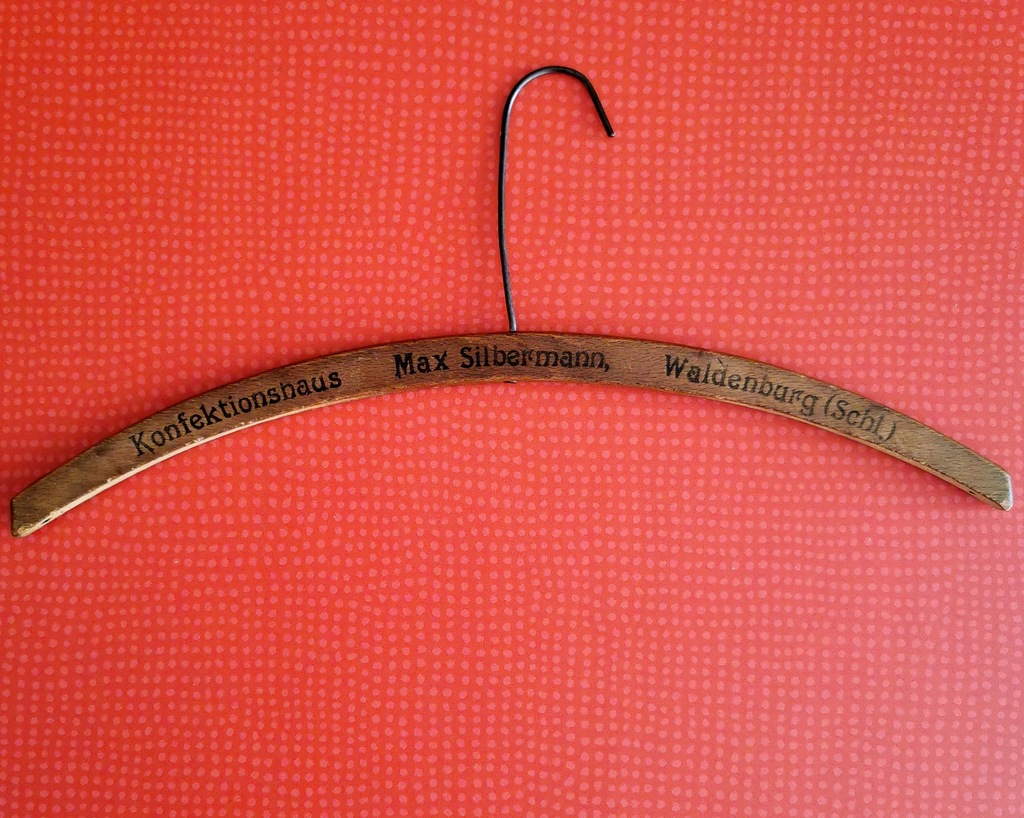 Konfektionshaus Max Silbermann, Waldenburg (Schl.)